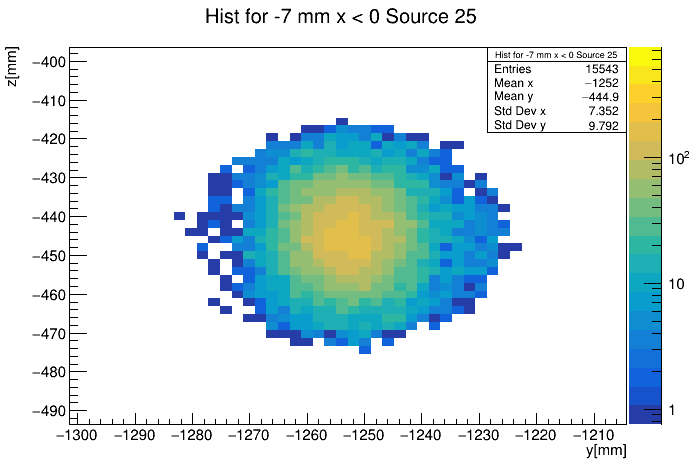 Hist for -7 mm x < 0 Source 25
z[mm]
Hist for -7 mm x < 0 Source 25
Entries 15543
Mean x −1252
Mean y −444.9
Std Dev x 7.352
Std Dev y 9.792
−400
−410
−420
−430
−440
−450
−460
−470
−480
−490
10²
10
1
−1300 −1290 −1280 −1270 −1260 −1250 −1240 −1230 −1220 −1210
y[mm]